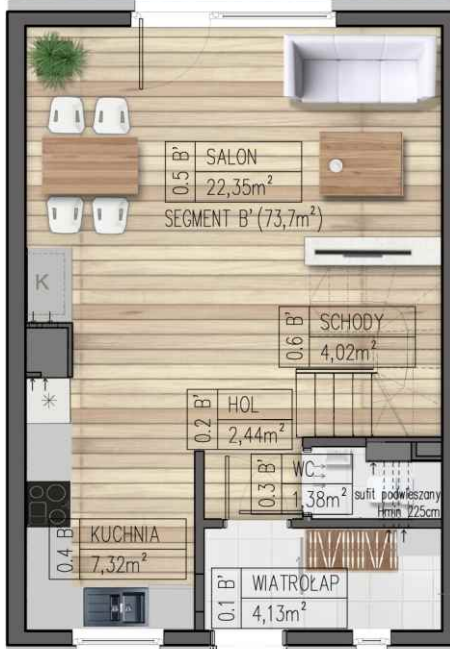 0.5 B' SALON
22,35m²
SEGMENT B' (73,7m²)
K
0.6 B' SCHODY
4,02m²
0.2 B' HOL
2,44m²
0.3 B' WC
1,38m²
sufit podwieszany
Hmin 225cm
0.4 B' KUCHNIA
7,32m²
0.1 B' WIATROŁAP
4,13m²